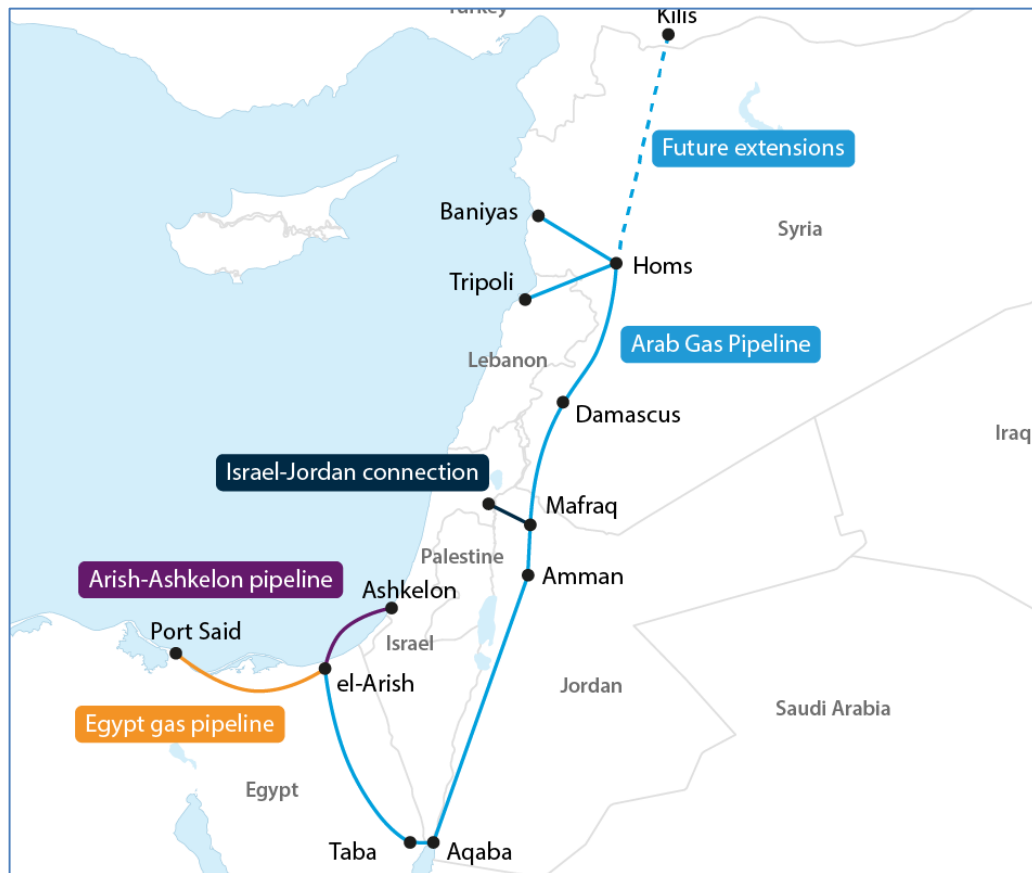 Turkey
Kilis
Future extensions
Baniyas
Syria
Homs
Tripoli
Arab Gas Pipeline
Lebanon
Damascus
Iraq
Israel-Jordan connection
Mafraq
Palestine
Amman
Arish-Ashkelon pipeline
Ashkelon
Port Said
Israel
el-Arish
Jordan
Saudi Arabia
Egypt gas pipeline
Egypt
Taba
Aqaba